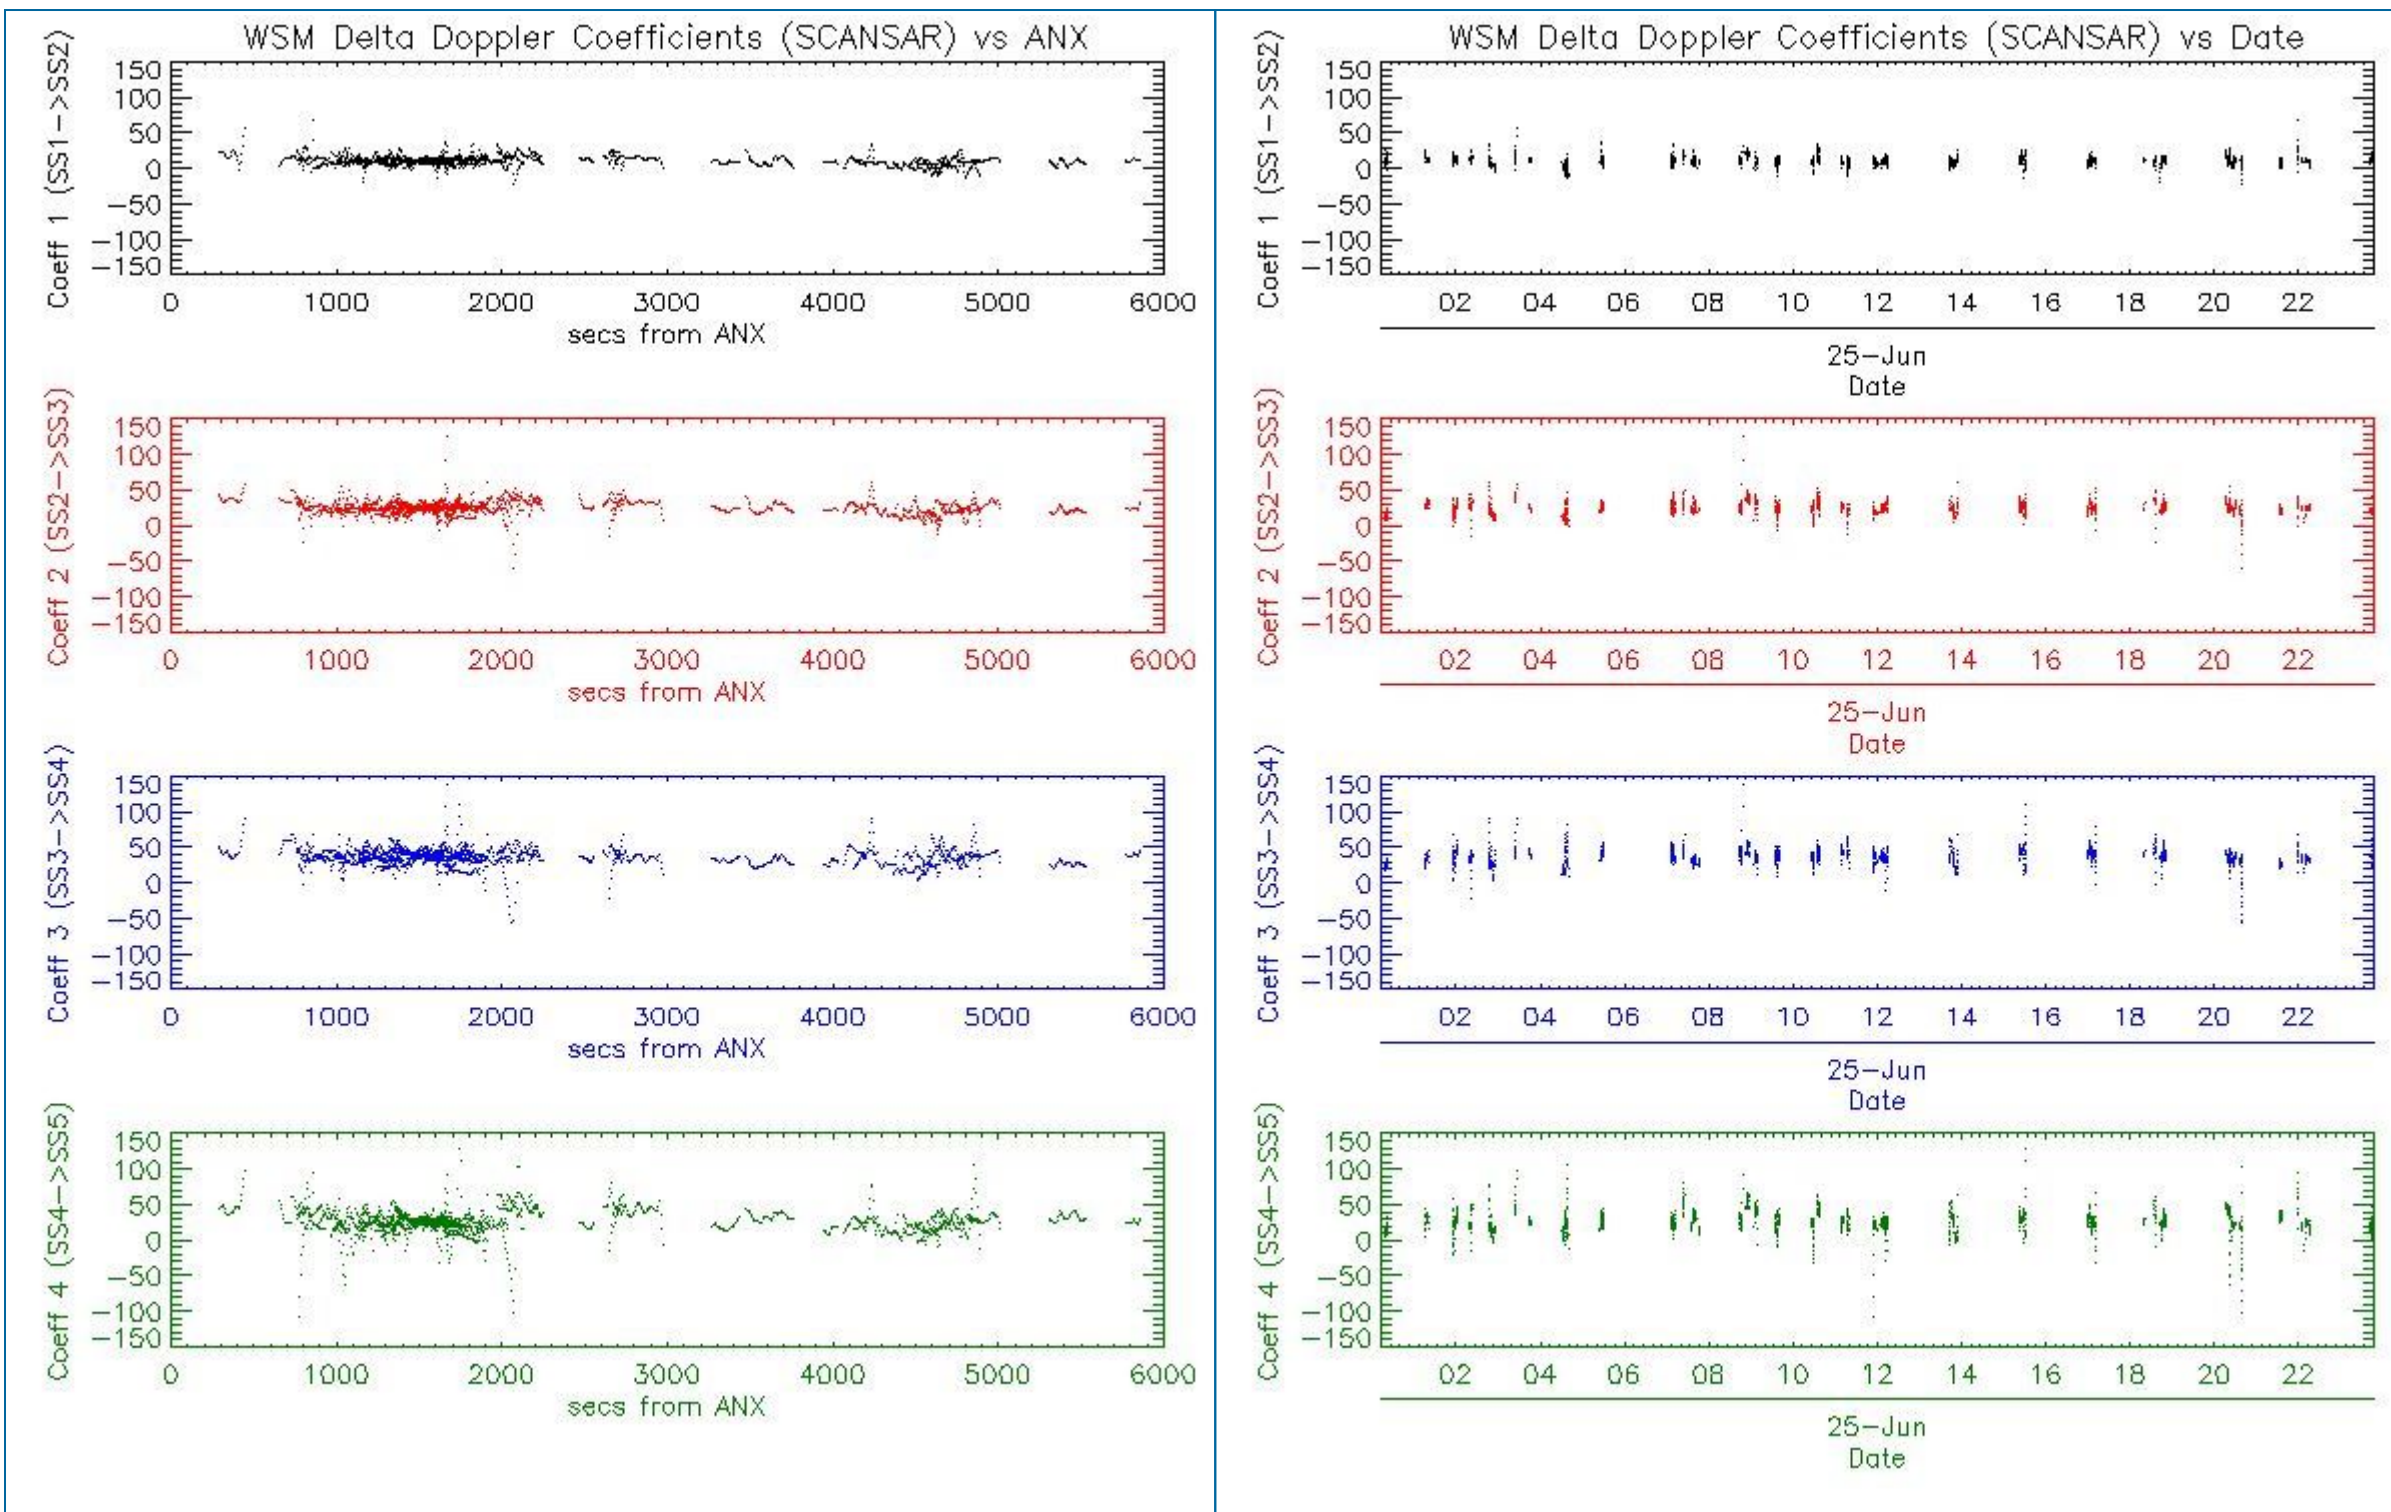 WSM Delta Doppler Coefficients (SCANSAR) vs ANX
Coeff 1 (SS1->SS2)
150
100
50
0
-50
-100
-150
0 1000 2000 3000 4000 5000 6000
secs from ANX
Coeff 2 (SS2->SS3)
150
100
50
0
-50
-100
-150
0 1000 2000 3000 4000 5000 6000
secs from ANX
Coeff 3 (SS3->SS4)
150
100
50
0
-50
-100
-150
0 1000 2000 3000 4000 5000 6000
secs from ANX
Coeff 4 (SS4->SS5)
150
100
50
0
-50
-100
-150
0 1000 2000 3000 4000 5000 6000
secs from ANX
WSM Delta Doppler Coefficients (SCANSAR) vs Date
Coeff 1 (SS1->SS2)
150
100
50
0
-50
-100
-150
02 04 06 08 10 12 14 16 18 20 22
25-Jun
Date
Coeff 2 (SS2->SS3)
150
100
50
0
-50
-100
-150
02 04 06 08 10 12 14 16 18 20 22
25-Jun
Date
Coeff 3 (SS3->SS4)
150
100
50
0
-50
-100
-150
02 04 06 08 10 12 14 16 18 20 22
25-Jun
Date
Coeff 4 (SS4->SS5)
150
100
50
0
-50
-100
-150
02 04 06 08 10 12 14 16 18 20 22
25-Jun
Date